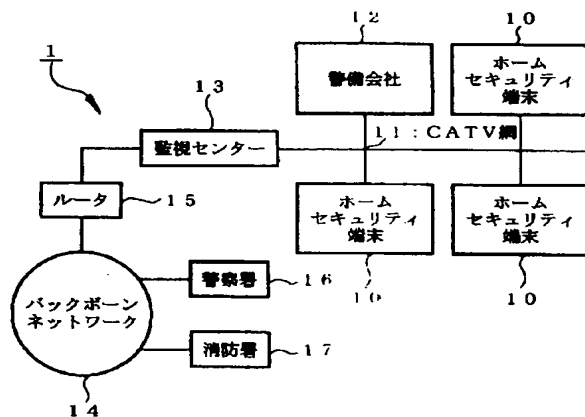 1
12
10
13
警備会社
ホーム
セキュリティ
端末
監視センター
11:CATV網
ルータ
15
ホーム
セキュリティ
端末
ホーム
セキュリティ
端末
10
10
バックボーン
ネットワーク
警察署
16
消防署
17
14